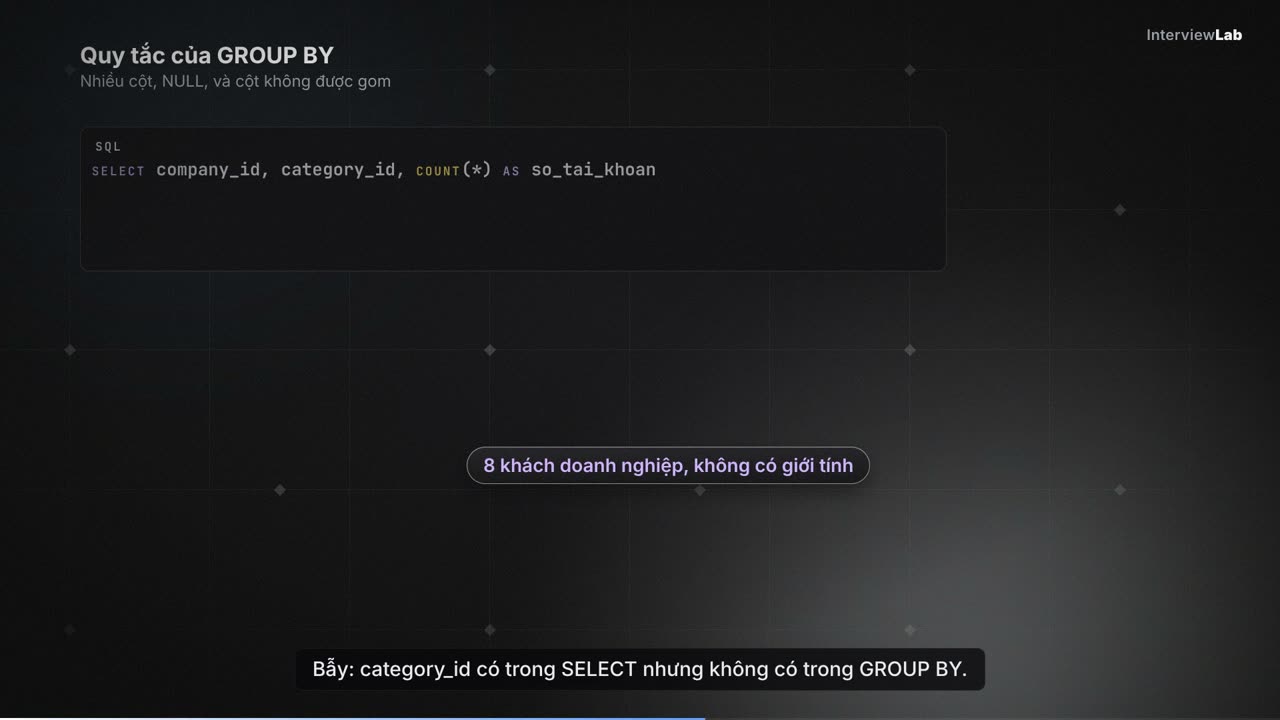 Quy tắc của GROUP BY
InterviewLab
Nhiều cột, NULL, và cột không được gom
SQL
SELECT company_id, category_id, COUNT(*) AS so_tai_khoan
8 khách doanh nghiệp, không có giới tính
Bẫy: category_id có trong SELECT nhưng không có trong GROUP BY.